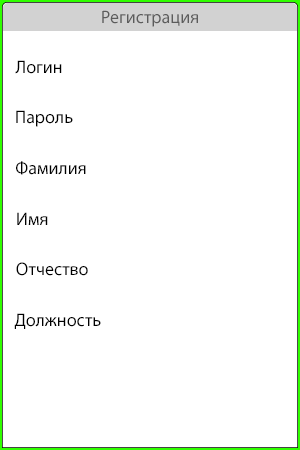 Регистрация
Логин
Пароль
Фамилия
Имя
Отчество
Должность